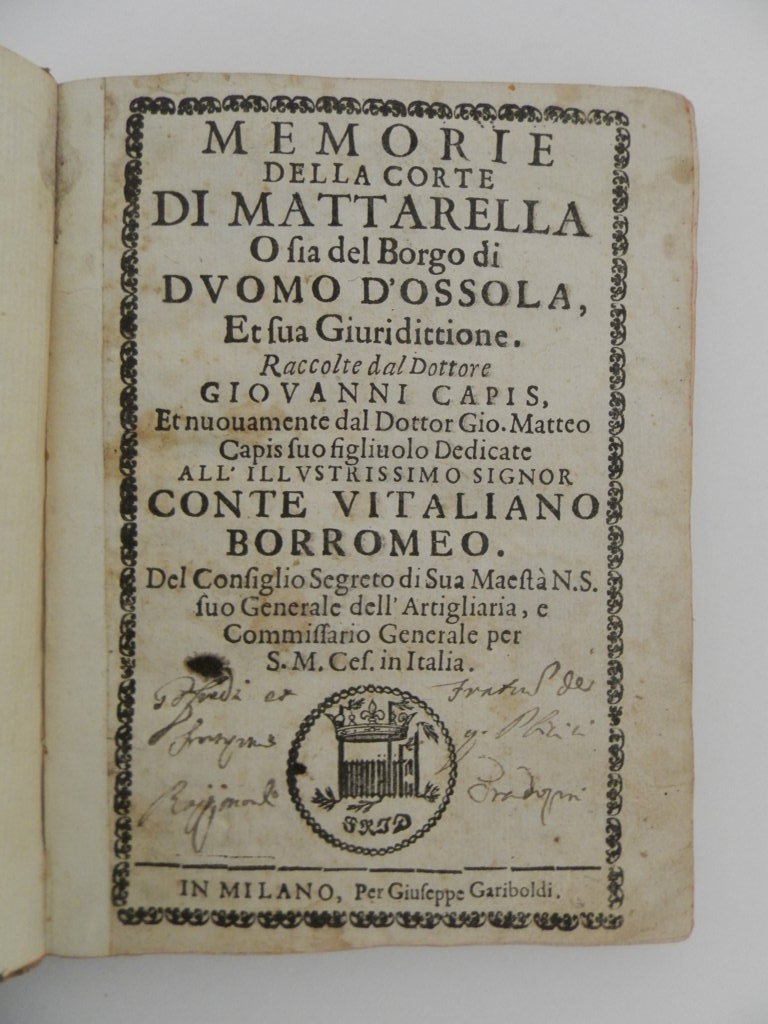 MEMORIE
DELLA CORTE
DI MATTARELLA
O ſia del Borgo di
DVOMO D'OSSOLA,
Et ſua Giuridittione.
Raccolte dal Dottore
GIOVANNI CAPIS,
Et nuouamente dal Dottor Gio. Matteo
Capis ſuo figliuolo Dedicate
ALL' ILLVSTRISSIMO SIGNOR
CONTE VITALIANO
BORROMEO.
Del Conſiglio Segreto di Sua Maeſtà N.S.
ſuo Generale dell' Artigliaria, e
Commiſſario Generale per
S. M. Ceſ. in Italia.
IN MILANO, Per Giuſeppe Gariboldi.